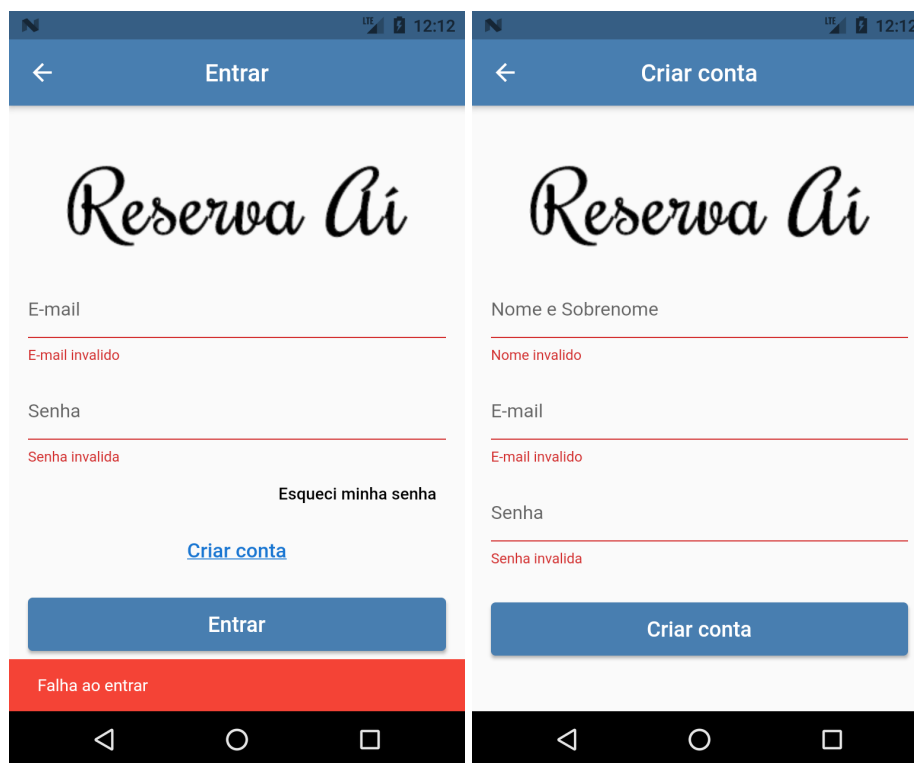 LTE 12:12
Entrar
Reserva Aí
E-mail
E-mail invalido
Senha
Senha invalida
Esqueci minha senha
Criar conta
Entrar
Falha ao entrar
LTE 12:12
Criar conta
Reserva Aí
Nome e Sobrenome
Nome invalido
E-mail
E-mail invalido
Senha
Senha invalida
Criar conta